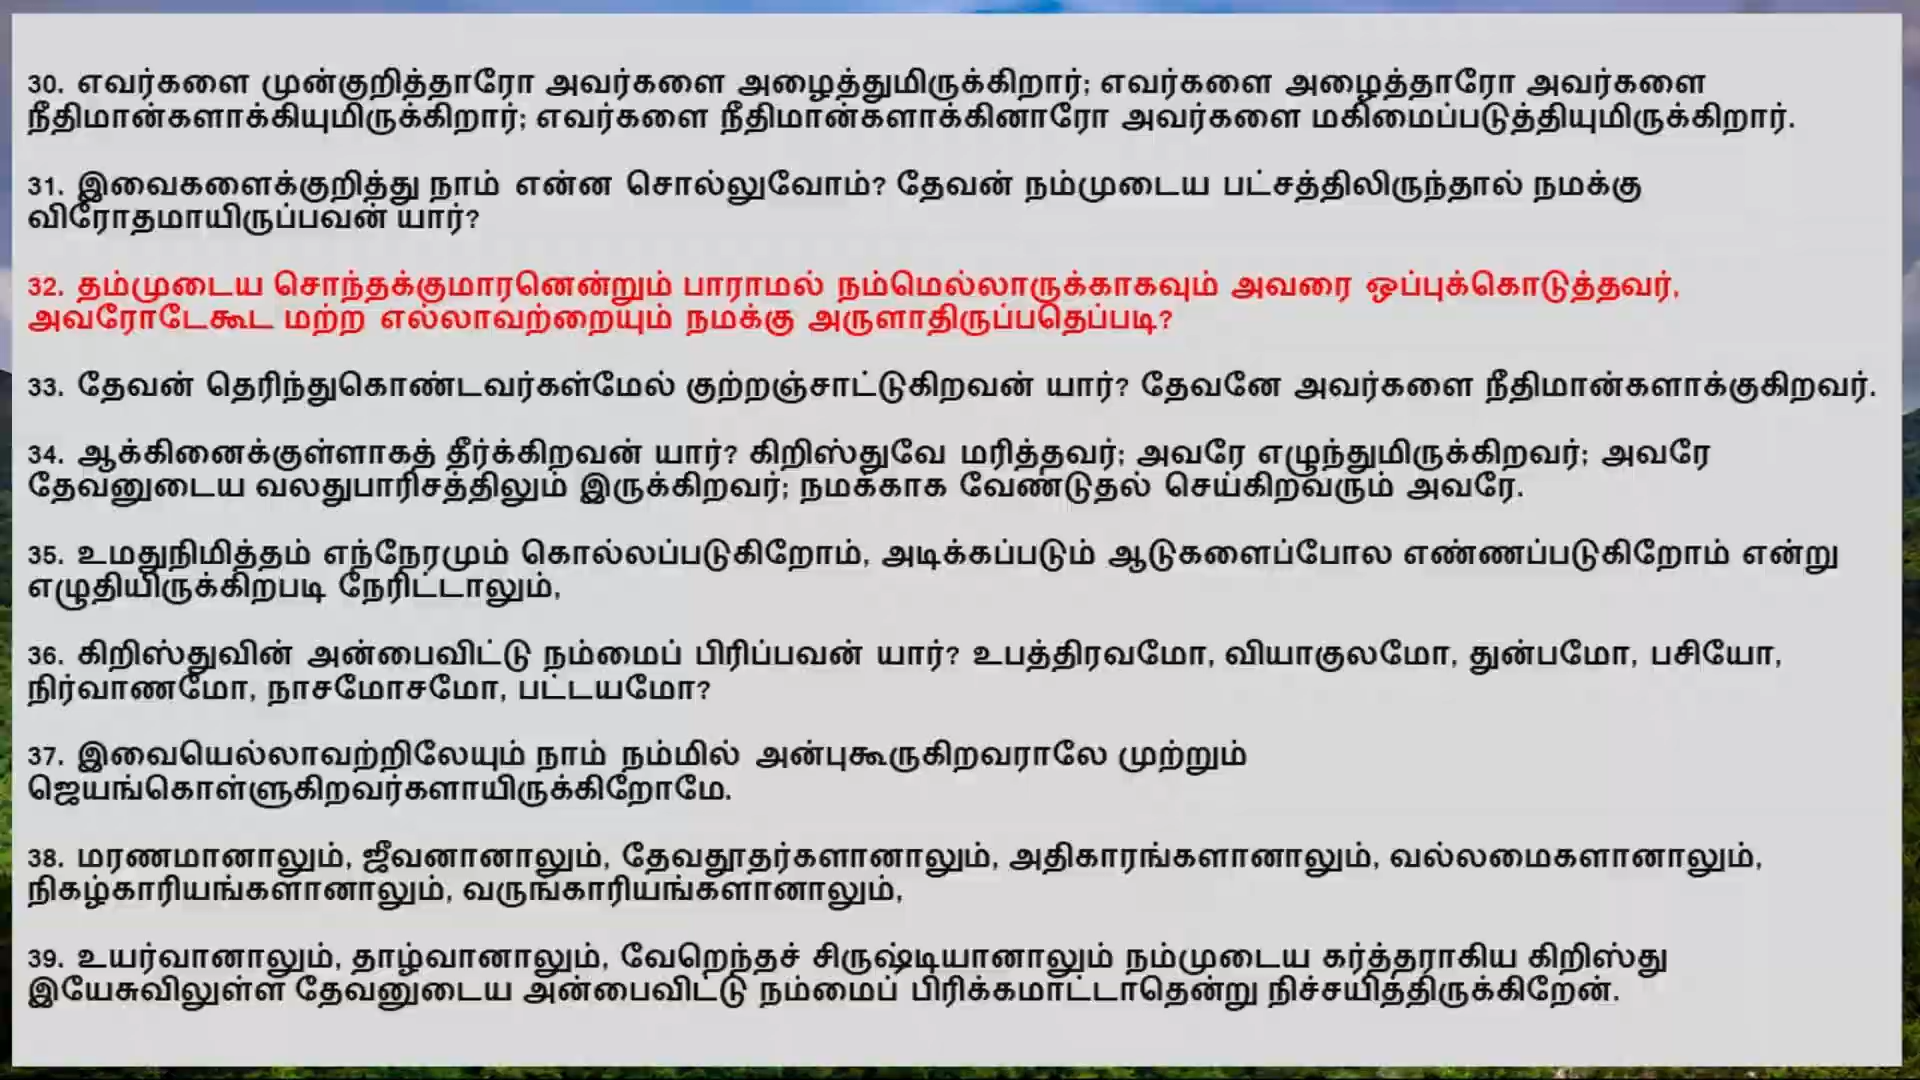 30. எவர்களை முன்குறித்தாரோ அவர்களை அழைத்துமிருக்கிறார்; எவர்களை அழைத்தாரோ அவர்களை
நீதிமான்களாக்கியுமிருக்கிறார்; எவர்களை நீதிமான்களாக்கினாரோ அவர்களை மகிமைப்படுத்தியுமிருக்கிறார்.
31. இவைகளைக்குறித்து நாம் என்ன சொல்லுவோம்? தேவன் நம்முடைய பட்சத்திலிருந்தால் நமக்கு
விரோதமாயிருப்பவன் யார்?
32. தம்முடைய சொந்தக்குமாரனென்றும் பாராமல் நம்மெல்லாருக்காகவும் அவரை ஒப்புக்கொடுத்தவர்,
அவரோடேகூட மற்ற எல்லாவற்றையும் நமக்கு அருளாதிருப்பதெப்படி?
33. தேவன் தெரிந்துகொண்டவர்கள்மேல் குற்றஞ்சாட்டுகிறவன் யார்? தேவனே அவர்களை நீதிமான்களாக்குகிறவர்.
34. ஆக்கினைக்குள்ளாகத் தீர்க்கிறவன் யார்? கிறிஸ்துவே மரித்தவர்; அவரே எழுந்துமிருக்கிறவர்; அவரே
தேவனுடைய வலதுபாரிசத்திலும் இருக்கிறவர்; நமக்காக வேண்டுதல் செய்கிறவரும் அவரே.
35. உமதுநிமித்தம் எந்நேரமும் கொல்லப்படுகிறோம், அடிக்கப்படும் ஆடுகளைப்போல எண்ணப்படுகிறோம் என்று
எழுதியிருக்கிறபடி நேரிட்டாலும்,
36. கிறிஸ்துவின் அன்பைவிட்டு நம்மைப் பிரிப்பவன் யார்? உபத்திரவமோ, வியாகுலமோ, துன்பமோ, பசியோ,
நிர்வாணமோ, நாசமோசமோ, பட்டயமோ?
37. இவையெல்லாவற்றிலேயும் நாம் நம்மில் அன்புகூருகிறவராலே முற்றும்
ஜெயங்கொள்ளுகிறவர்களாயிருக்கிறோமே.
38. மரணமானாலும், ஜீவனானாலும், தேவதூதர்களானாலும், அதிகாரங்களானாலும், வல்லமைகளானாலும்,
நிகழ்காரியங்களானாலும், வருங்காரியங்களானாலும்,
39. உயர்வானாலும், தாழ்வானாலும், வேறெந்தச் சிருஷ்டியானாலும் நம்முடைய கர்த்தராகிய கிறிஸ்து
இயேசுவிலுள்ள தேவனுடைய அன்பைவிட்டு நம்மைப் பிரிக்கமாட்டாதென்று நிச்சயித்திருக்கிறேன்.